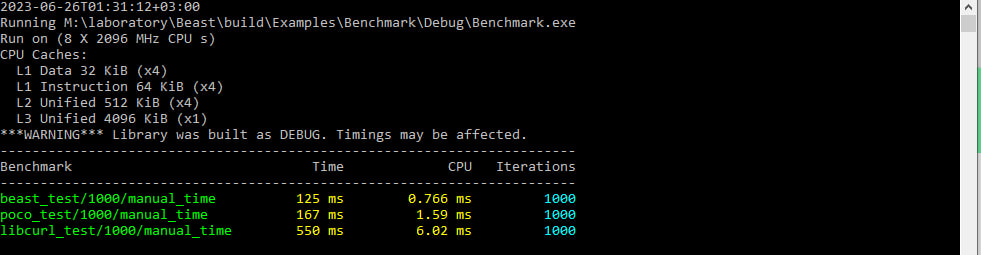 2023-06-26T01:31:12+03:00
Running M:\laboratory\Beast\build\Examples\Benchmark\Debug\Benchmark.exe
Run on (8 X 2096 MHz CPU s)
CPU Caches:
  L1 Data 32 KiB (x4)
  L1 Instruction 64 KiB (x4)
  L2 Unified 512 KiB (x4)
  L3 Unified 4096 KiB (x1)
***WARNING*** Library was built as DEBUG. Timings may be affected.
------------------------------------------------------------------------
Benchmark                              Time             CPU   Iterations
------------------------------------------------------------------------
beast_test/1000/manual_time          125 ms        0.766 ms         1000
poco_test/1000/manual_time           167 ms         1.59 ms         1000
libcurl_test/1000/manual_time        550 ms         6.02 ms         1000